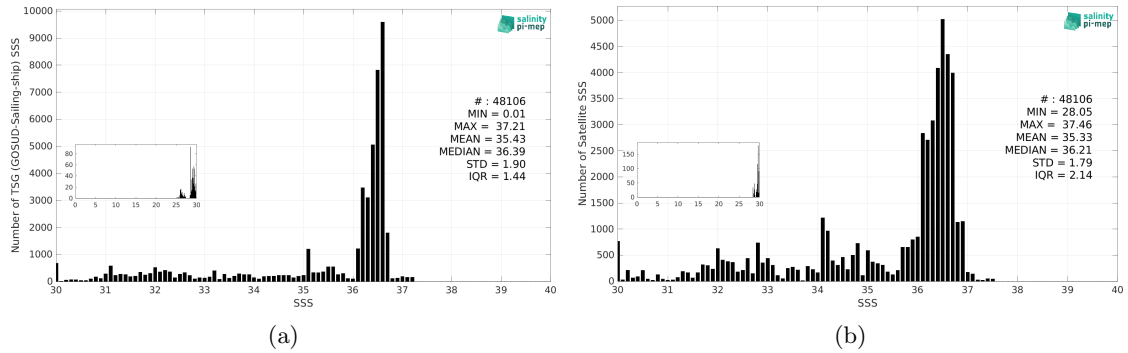 10000
9000
8000
7000
6000
5000
4000
3000
2000
1000
0
Number of TSG (GOSUD-Sailing-ship) SSS
salinity
pi-mep
# : 48106
MIN = 0.01
MAX = 37.21
MEAN = 35.43
MEDIAN = 36.39
STD = 1.90
IQR = 1.44
80
60
40
20
0
0 5 10 15 20 25 30
30 31 32 33 34 35 36 37 38 39 40
SSS
(a)
5000
4500
4000
3500
3000
2500
2000
1500
1000
500
0
Number of Satellite SSS
salinity
pi-mep
# : 48106
MIN = 28.05
MAX = 37.46
MEAN = 35.33
MEDIAN = 36.21
STD = 1.79
IQR = 2.14
150
100
50
0
0 5 10 15 20 25 30
30 31 32 33 34 35 36 37 38 39 40
SSS
(b)